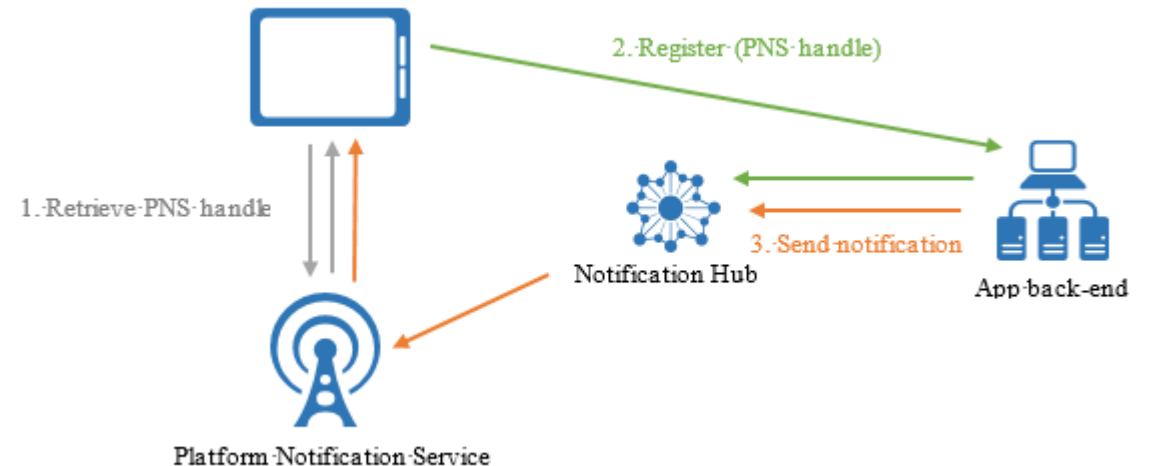 2. Register (PNS handle)
1. Retrieve PNS handle
3. Send notification
Notification Hub
App back-end
Platform Notification Service